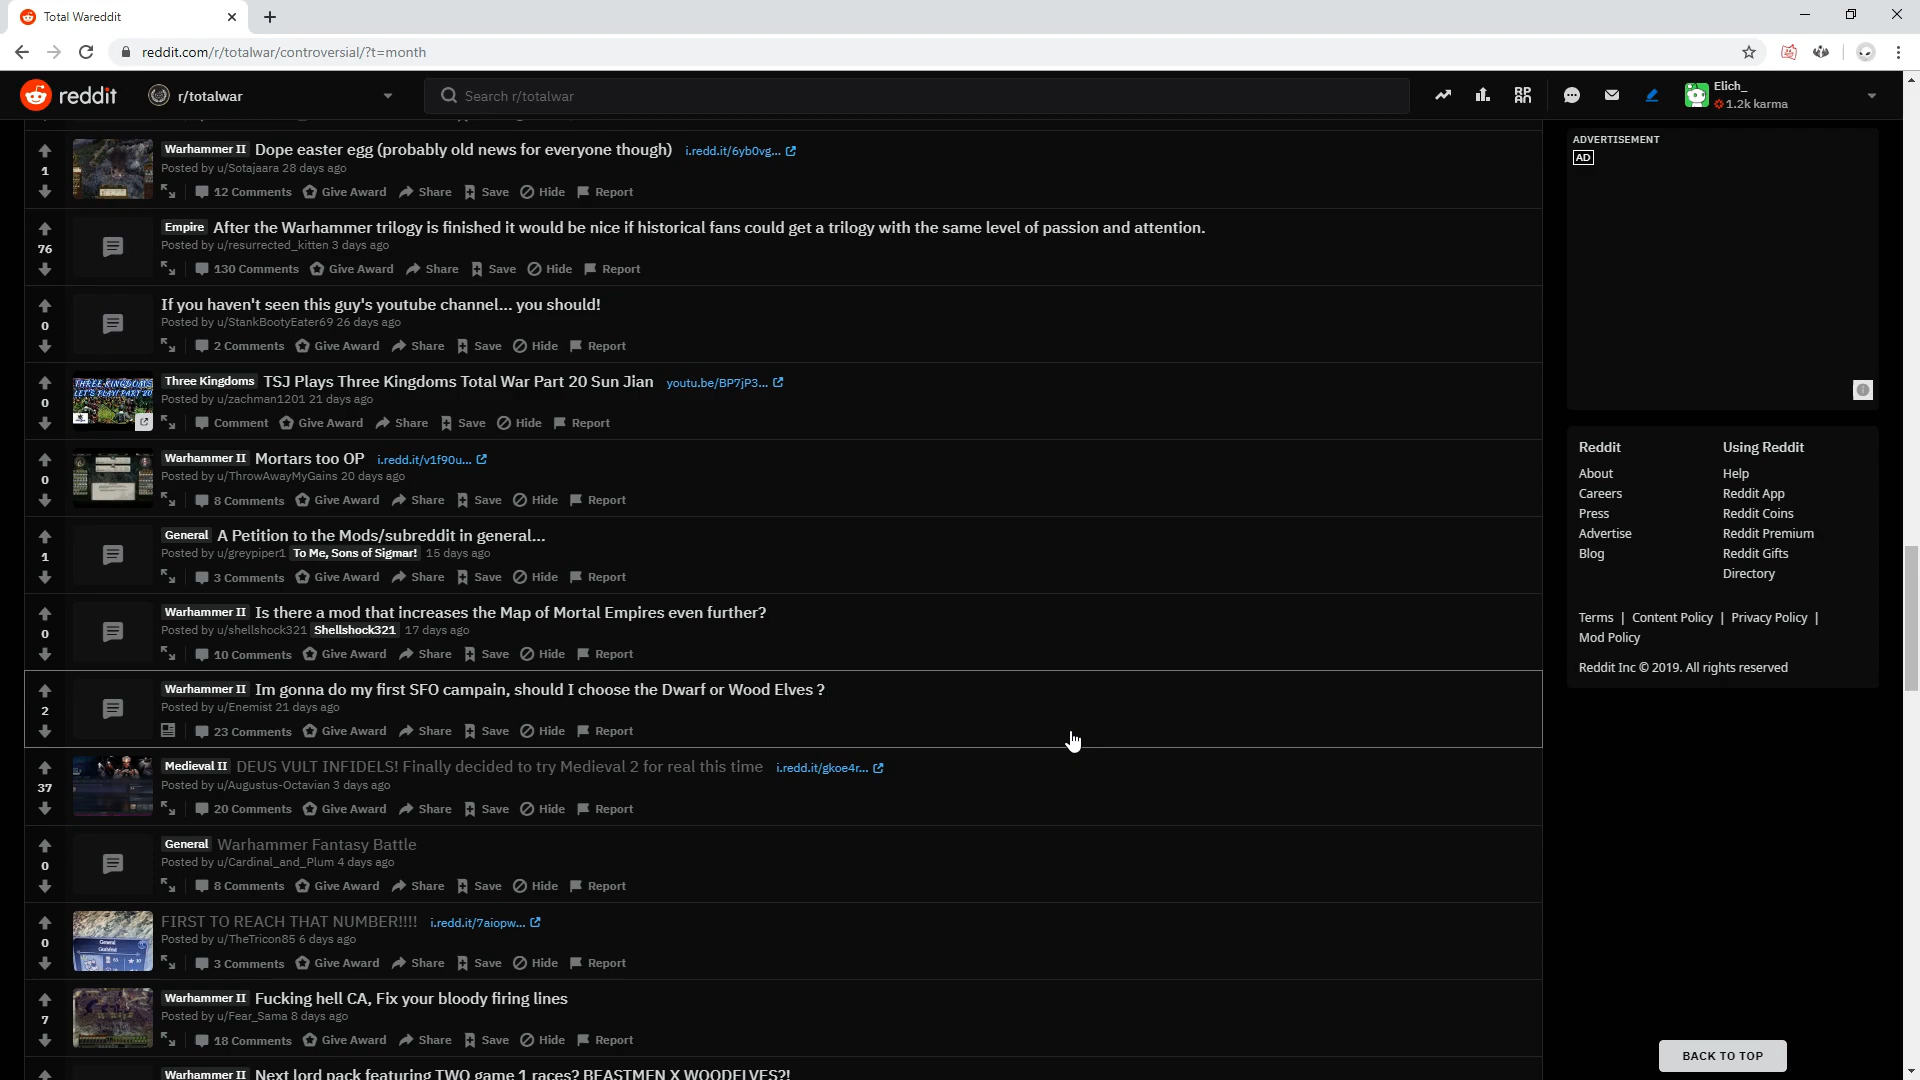 Total Wareddit
reddit.com/r/totalwar/controversial/?t=month
reddit r/totalwar Search r/totalwar Elich_
1.2k karma
1
Warhammer II Dope easter egg (probably old news for everyone though) i.redd.it/6yb0vg...
Posted by u/Sotajaara 28 days ago
12 Comments Give Award Share Save Hide Report
76
Empire After the Warhammer trilogy is finished it would be nice if historical fans could get a trilogy with the same level of passion and attention.
Posted by u/resurrected_kitten 3 days ago
130 Comments Give Award Share Save Hide Report
0
If you haven't seen this guy's youtube channel... you should!
Posted by u/StankBootyEater69 26 days ago
2 Comments Give Award Share Save Hide Report
0
THREE KINGDOMS
LET'S PLAY! PART 20
Three Kingdoms TSJ Plays Three Kingdoms Total War Part 20 Sun Jian youtu.be/BP7jP3...
Posted by u/zachman1201 21 days ago
Comment Give Award Share Save Hide Report
0
Warhammer II Mortars too OP i.redd.it/v1f90u...
Posted by u/ThrowAwayMyGains 20 days ago
8 Comments Give Award Share Save Hide Report
1
General A Petition to the Mods/subreddit in general...
Posted by u/greypiper1 To Me, Sons of Sigmar! 15 days ago
3 Comments Give Award Share Save Hide Report
0
Warhammer II Is there a mod that increases the Map of Mortal Empires even further?
Posted by u/shellshock321 Shellshock321 17 days ago
10 Comments Give Award Share Save Hide Report
2
Warhammer II Im gonna do my first SFO campain, should I choose the Dwarf or Wood Elves ?
Posted by u/Enemist 21 days ago
23 Comments Give Award Share Save Hide Report
37
Medieval II DEUS VULT INFIDELS! Finally decided to try Medieval 2 for real this time i.redd.it/gkoe4r...
Posted by u/Augustus-Octavian 3 days ago
20 Comments Give Award Share Save Hide Report
0
General Warhammer Fantasy Battle
Posted by u/Cardinal_and_Plum 4 days ago
8 Comments Give Award Share Save Hide Report
0
FIRST TO REACH THAT NUMBER!!!! i.redd.it/7aiopw...
Posted by u/TheTricon85 6 days ago
3 Comments Give Award Share Save Hide Report
7
Warhammer II Fucking hell CA, Fix your bloody firing lines
Posted by u/Fear_Sama 8 days ago
18 Comments Give Award Share Save Hide Report
Warhammer II Next lord pack featuring TWO game 1 races? BEASTMEN X WOODELVES?!
ADVERTISEMENT
AD
Reddit Using Reddit
About Help
Careers Reddit App
Press Reddit Coins
Advertise Reddit Premium
Blog Reddit Gifts
Directory
Terms | Content Policy | Privacy Policy |
Mod Policy
Reddit Inc © 2019. All rights reserved
BACK TO TOP